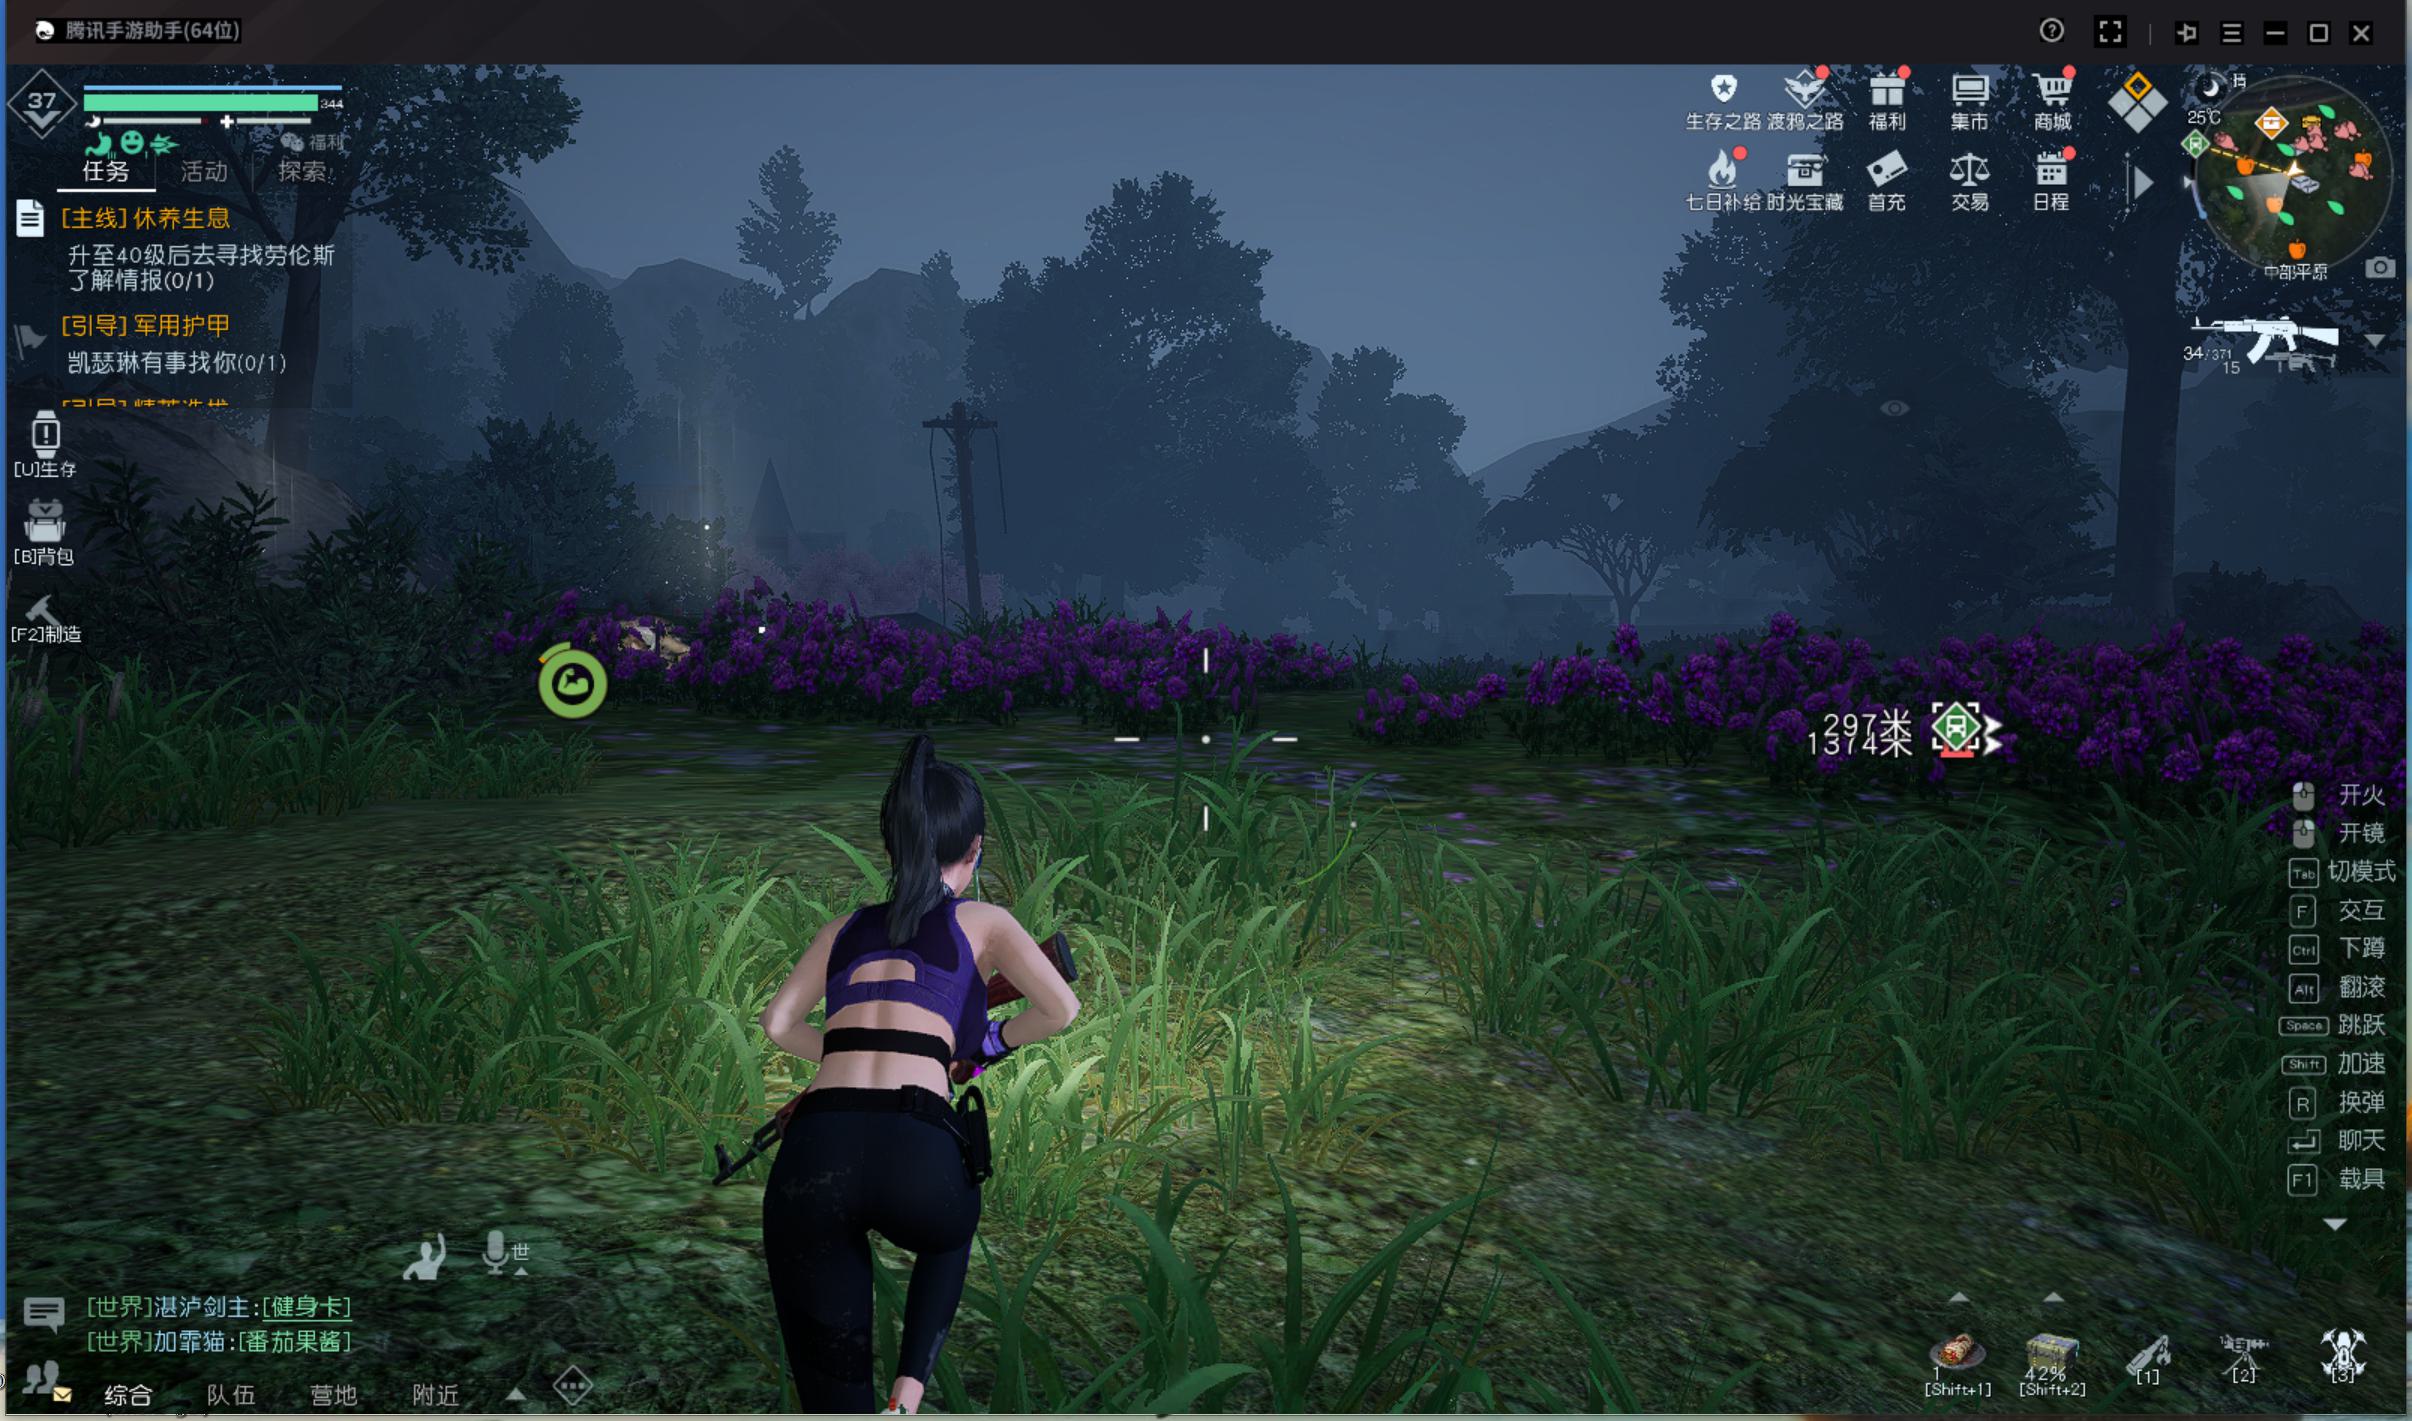 腾讯手游助手(64位)
37
344
福利
任务 活动 探索
[主线] 休养生息
升至40级后去寻找劳伦斯
了解情报(0/1)
[引导] 军用护甲
凯瑟琳有事找你(0/1)
[U]生存
[B]背包
[F2]制造
生存之路 渡鸦之路 福利 集市 商城
七日补给 时光宝藏 首充 交易 日程
晴
25℃
中部平原
34/371
15
297米
1374米
开火
开镜
Tab 切模式
F 交互
Ctrl 下蹲
Alt 翻滚
Space 跳跃
Shift 加速
R 换弹
聊天
F1 载具
世
[世界]湛泸剑主:[健身卡]
[世界]加霏猫:[番茄果酱]
综合 队伍 营地 附近
1 42%
[Shift+1] [Shift+2] [1] [2] [3]